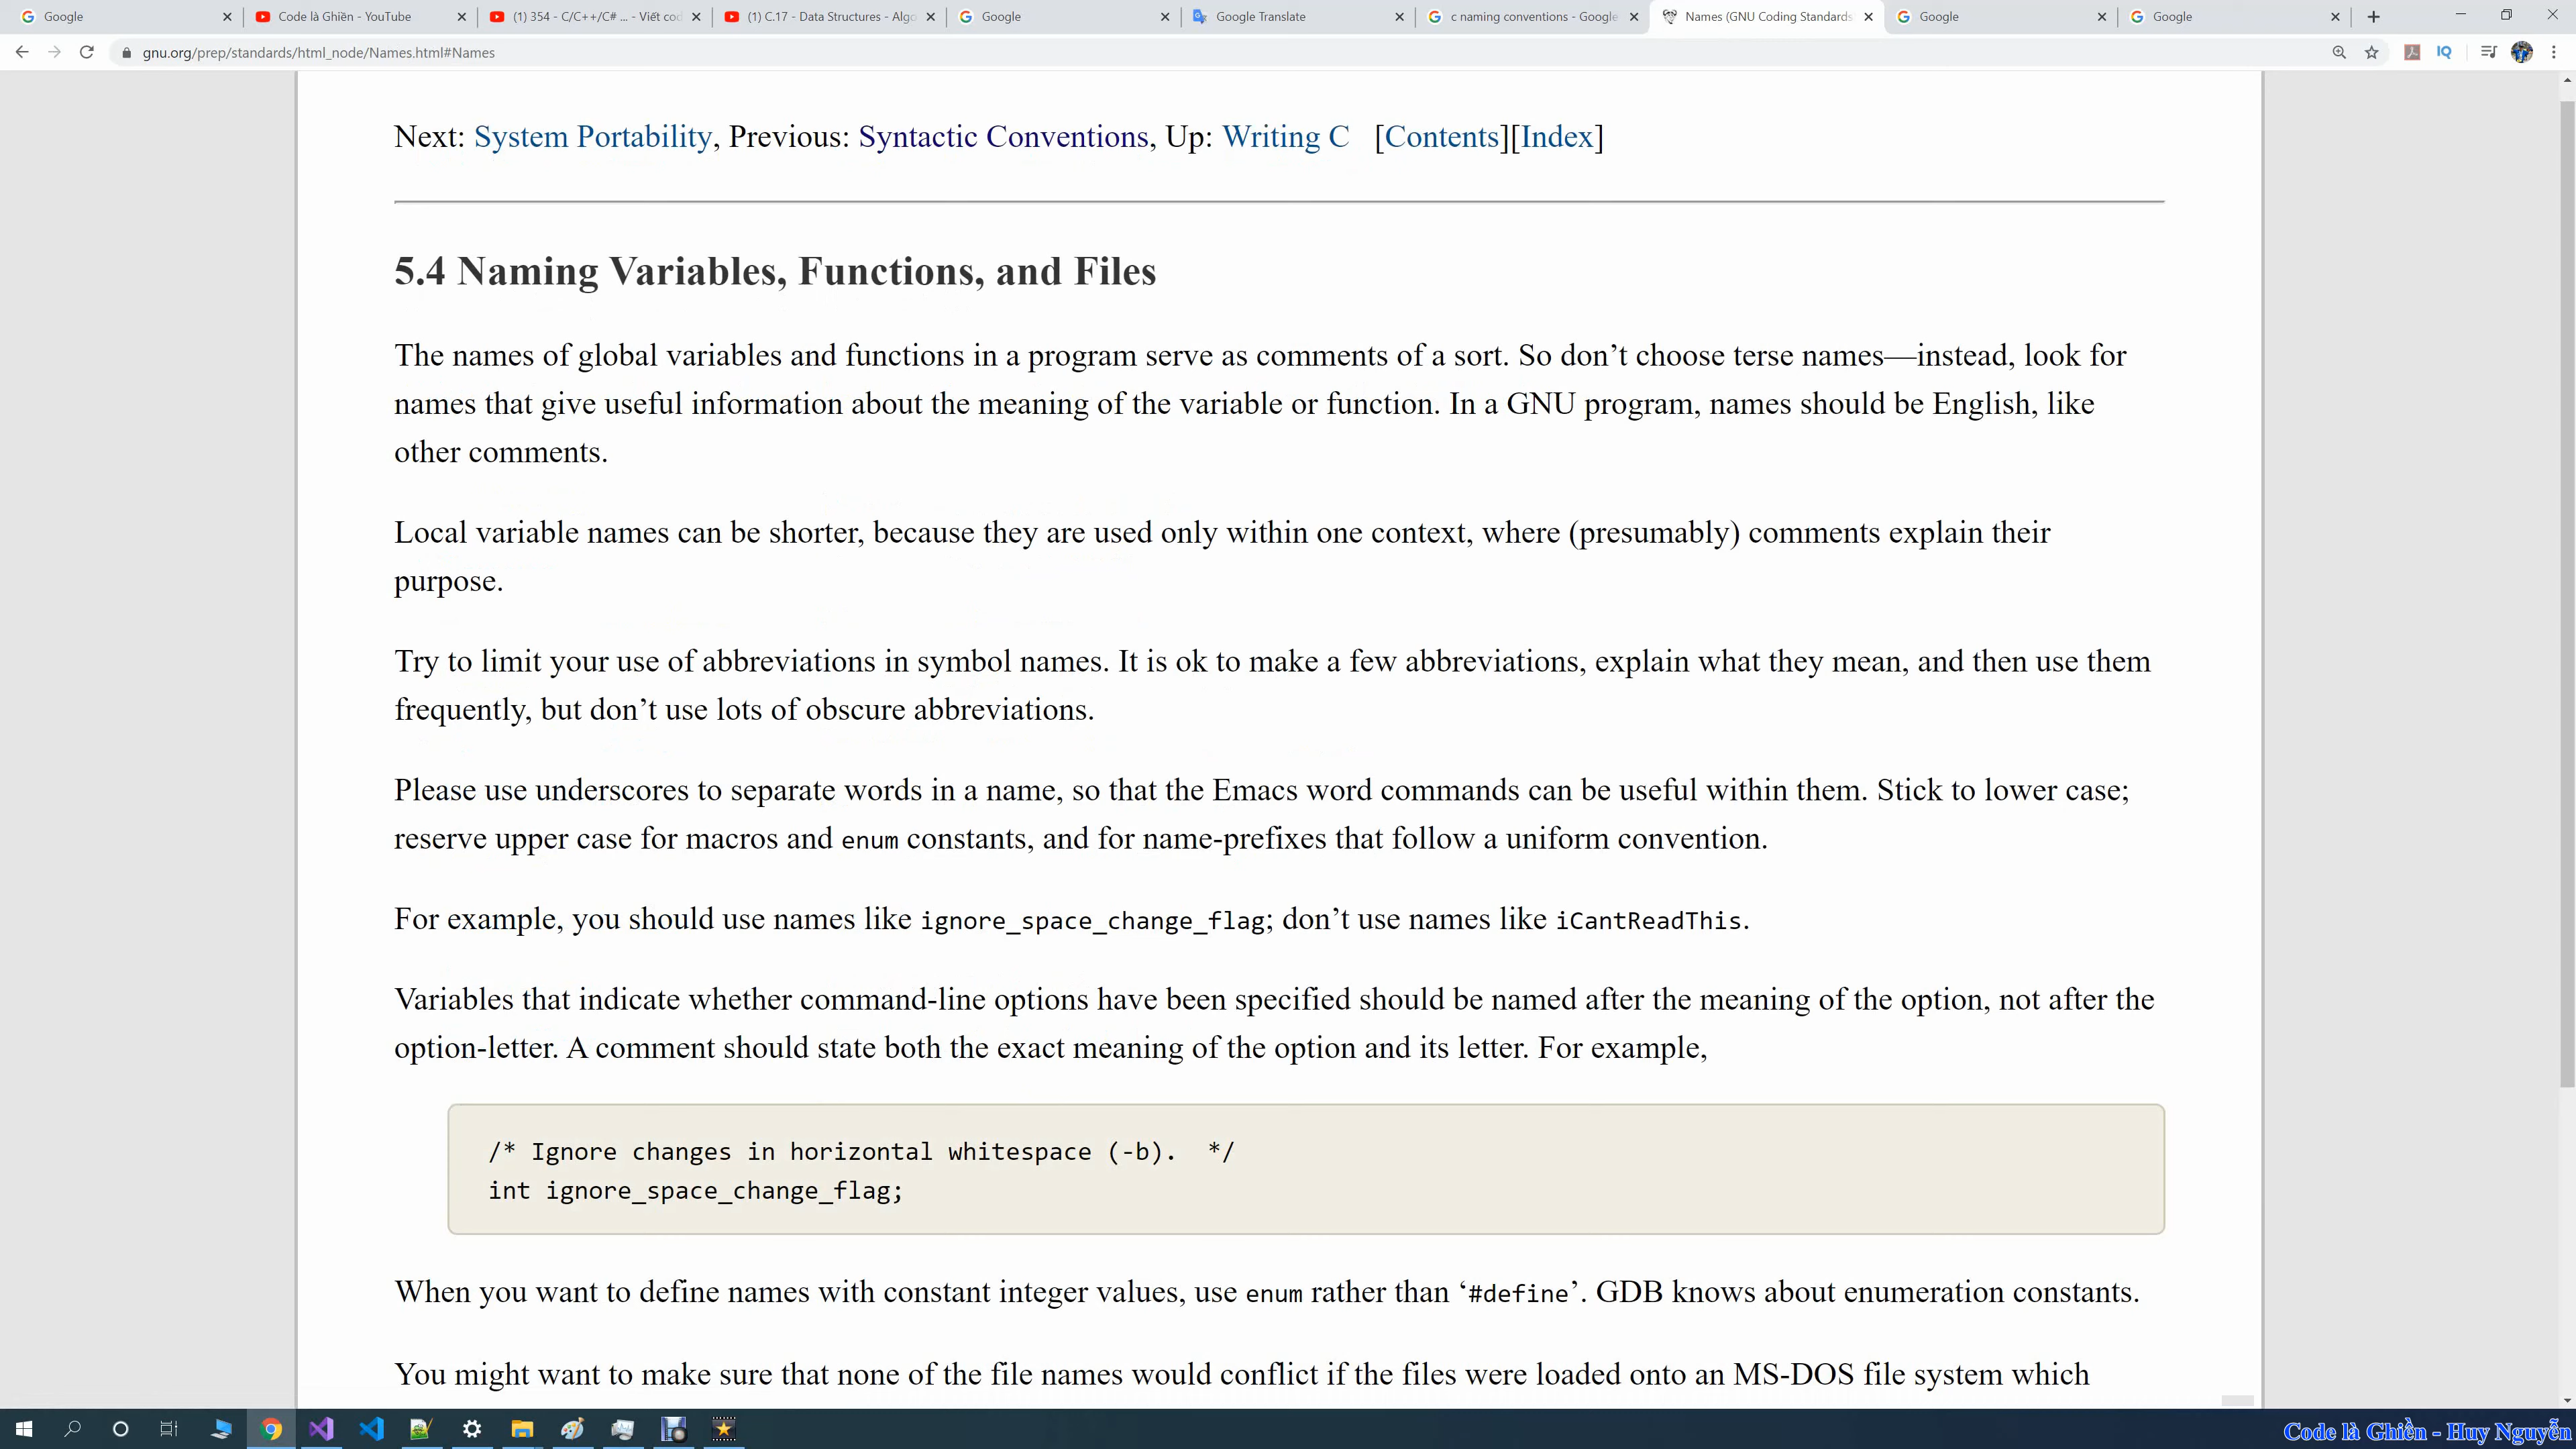 Google
Code là Ghiền - YouTube
(1) 354 - C/C++/C# ... - Viết cod
(1) C.17 - Data Structures - Algo
Google
Google Translate
c naming conventions - Google
Names (GNU Coding Standards
Google
Google
gnu.org/prep/standards/html_node/Names.html#Names
IQ
Next: System Portability, Previous: Syntactic Conventions, Up: Writing C [Contents][Index]
5.4 Naming Variables, Functions, and Files
The names of global variables and functions in a program serve as comments of a sort. So don’t choose terse names—instead, look for
names that give useful information about the meaning of the variable or function. In a GNU program, names should be English, like
other comments.
Local variable names can be shorter, because they are used only within one context, where (presumably) comments explain their
purpose.
Try to limit your use of abbreviations in symbol names. It is ok to make a few abbreviations, explain what they mean, and then use them
frequently, but don’t use lots of obscure abbreviations.
Please use underscores to separate words in a name, so that the Emacs word commands can be useful within them. Stick to lower case;
reserve upper case for macros and enum constants, and for name-prefixes that follow a uniform convention.
For example, you should use names like ignore_space_change_flag; don’t use names like iCantReadThis.
Variables that indicate whether command-line options have been specified should be named after the meaning of the option, not after the
option-letter. A comment should state both the exact meaning of the option and its letter. For example,
/* Ignore changes in horizontal whitespace (-b).  */
int ignore_space_change_flag;
When you want to define names with constant integer values, use enum rather than ‘#define’. GDB knows about enumeration constants.
You might want to make sure that none of the file names would conflict if the files were loaded onto an MS-DOS file system which
Code là Ghiền - Huy Nguyễn